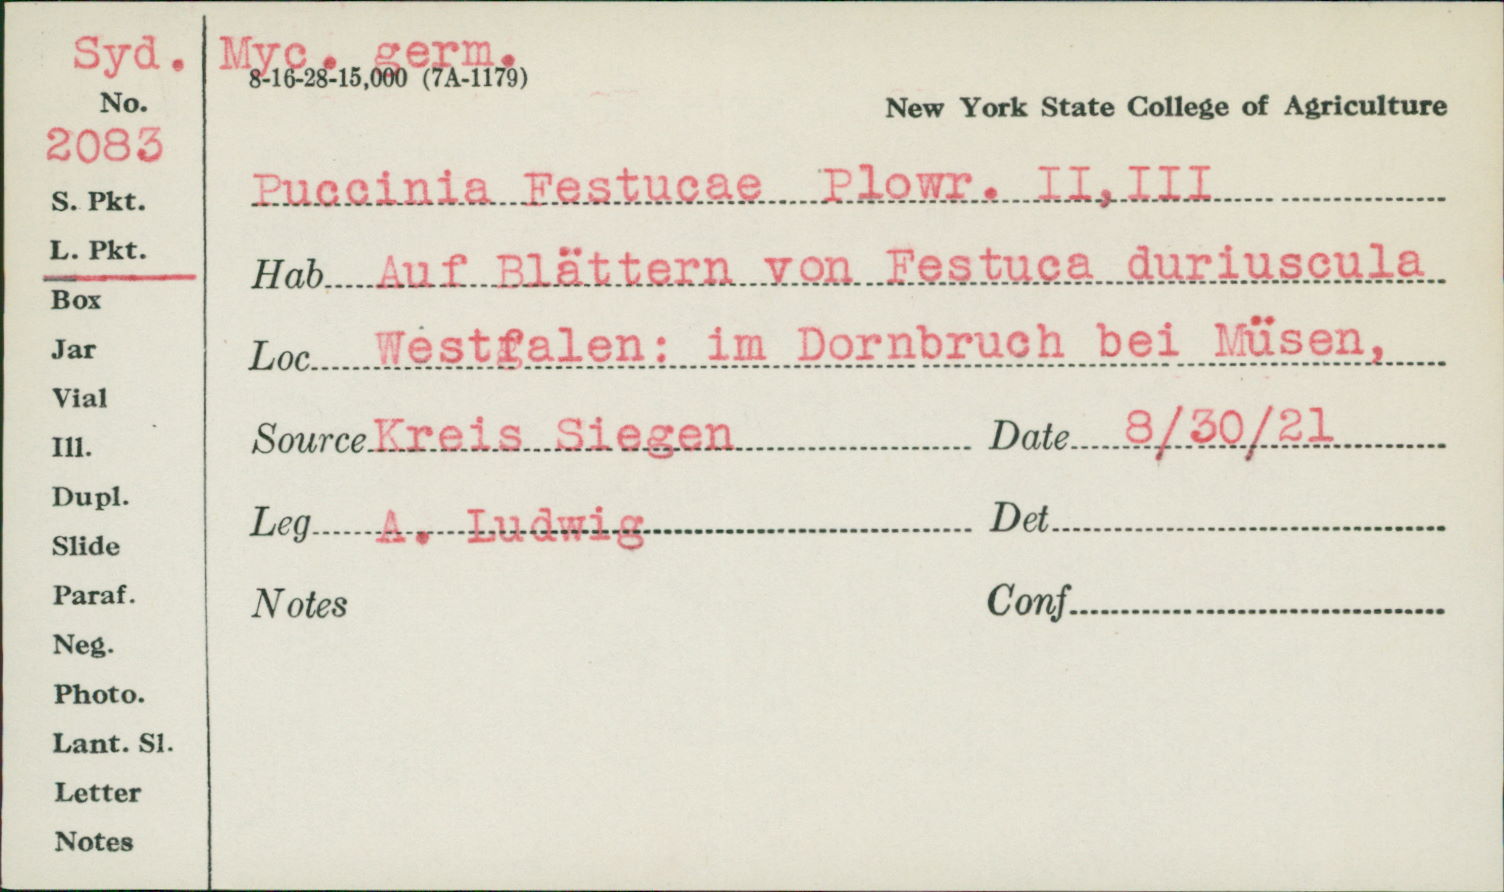 Syd. Myc. germ.
8-16-28-15,000 (7A-1179)
No.
New York State College of Agriculture
2083
Puccinia Festucae Plowr. II,III
S. Pkt.
L. Pkt.
Hab Auf Blättern von Festuca duriuscula
Box
Jar
Loc Westfalen: im Dornbruch bei Müsen,
Vial
Ill.
Source Kreis Siegen Date 8/30/21
Dupl.
Leg A. Ludwig Det
Slide
Paraf.
Notes Conf
Neg.
Photo.
Lant. Sl.
Letter
Notes